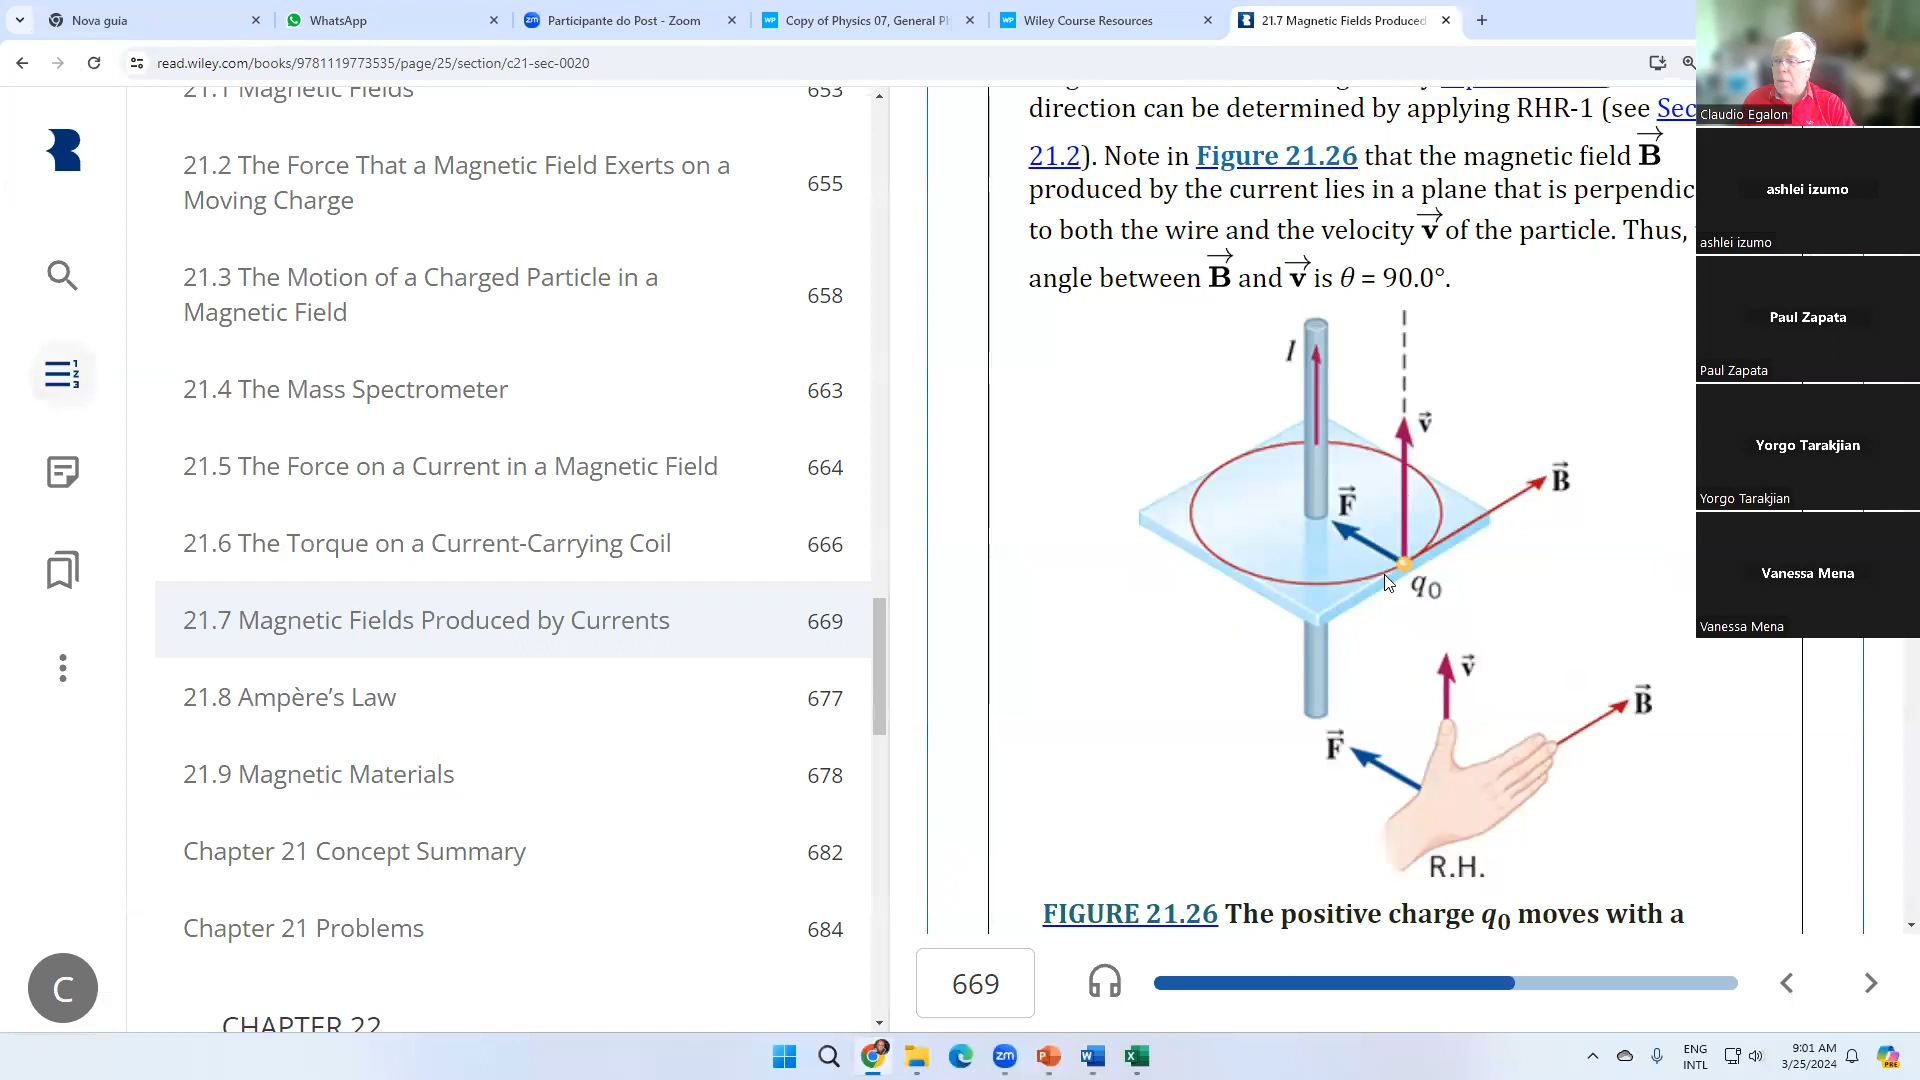 Nova guia
WhatsApp
Participante do Post - Zoom
Copy of Physics 07, General Ph
Wiley Course Resources
21.7 Magnetic Fields Produced
read.wiley.com/books/9781119773535/page/25/section/c21-sec-0020
21.1 Magnetic Fields 653
21.2 The Force That a Magnetic Field Exerts on a
Moving Charge 655
21.3 The Motion of a Charged Particle in a
Magnetic Field 658
21.4 The Mass Spectrometer 663
21.5 The Force on a Current in a Magnetic Field 664
21.6 The Torque on a Current-Carrying Coil 666
21.7 Magnetic Fields Produced by Currents 669
21.8 Ampère's Law 677
21.9 Magnetic Materials 678
Chapter 21 Concept Summary 682
Chapter 21 Problems 684
CHAPTER 22
C
direction can be determined by applying RHR-1 (see Sec
21.2). Note in Figure 21.26 that the magnetic field B⃗
produced by the current lies in a plane that is perpendic
to both the wire and the velocity v⃗ of the particle. Thus,
angle between B⃗ and v⃗ is θ = 90.0°.
I
v⃗
B⃗
F⃗
q0
v⃗
B⃗
F⃗
R.H.
FIGURE 21.26 The positive charge q0 moves with a
669
Claudio Egalon
ashlei izumo
ashlei izumo
Paul Zapata
Paul Zapata
Yorgo Tarakjian
Yorgo Tarakjian
Vanessa Mena
Vanessa Mena
ENG
INTL
9:01 AM
3/25/2024